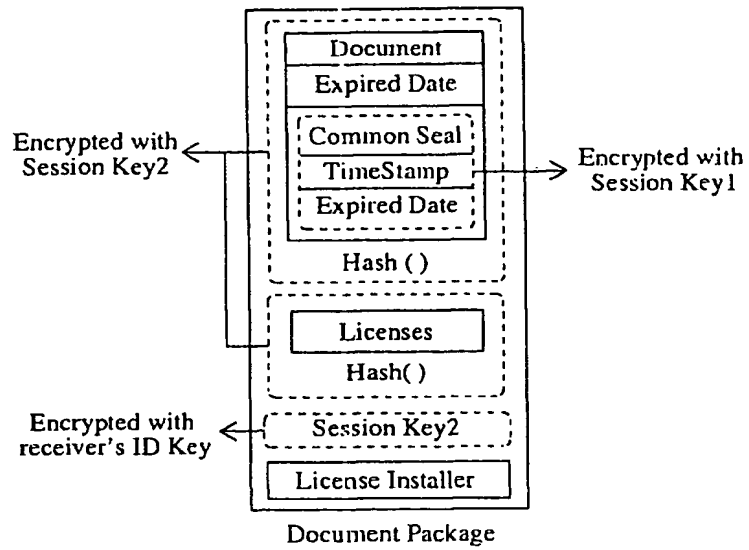 Document
Expired Date
Common Seal
TimeStamp
Expired Date
Hash ( )
Encrypted with
Session Key2
Encrypted with
Session Key1
Licenses
Hash( )
Encrypted with
receiver's ID Key
Session Key2
License Installer
Document Package